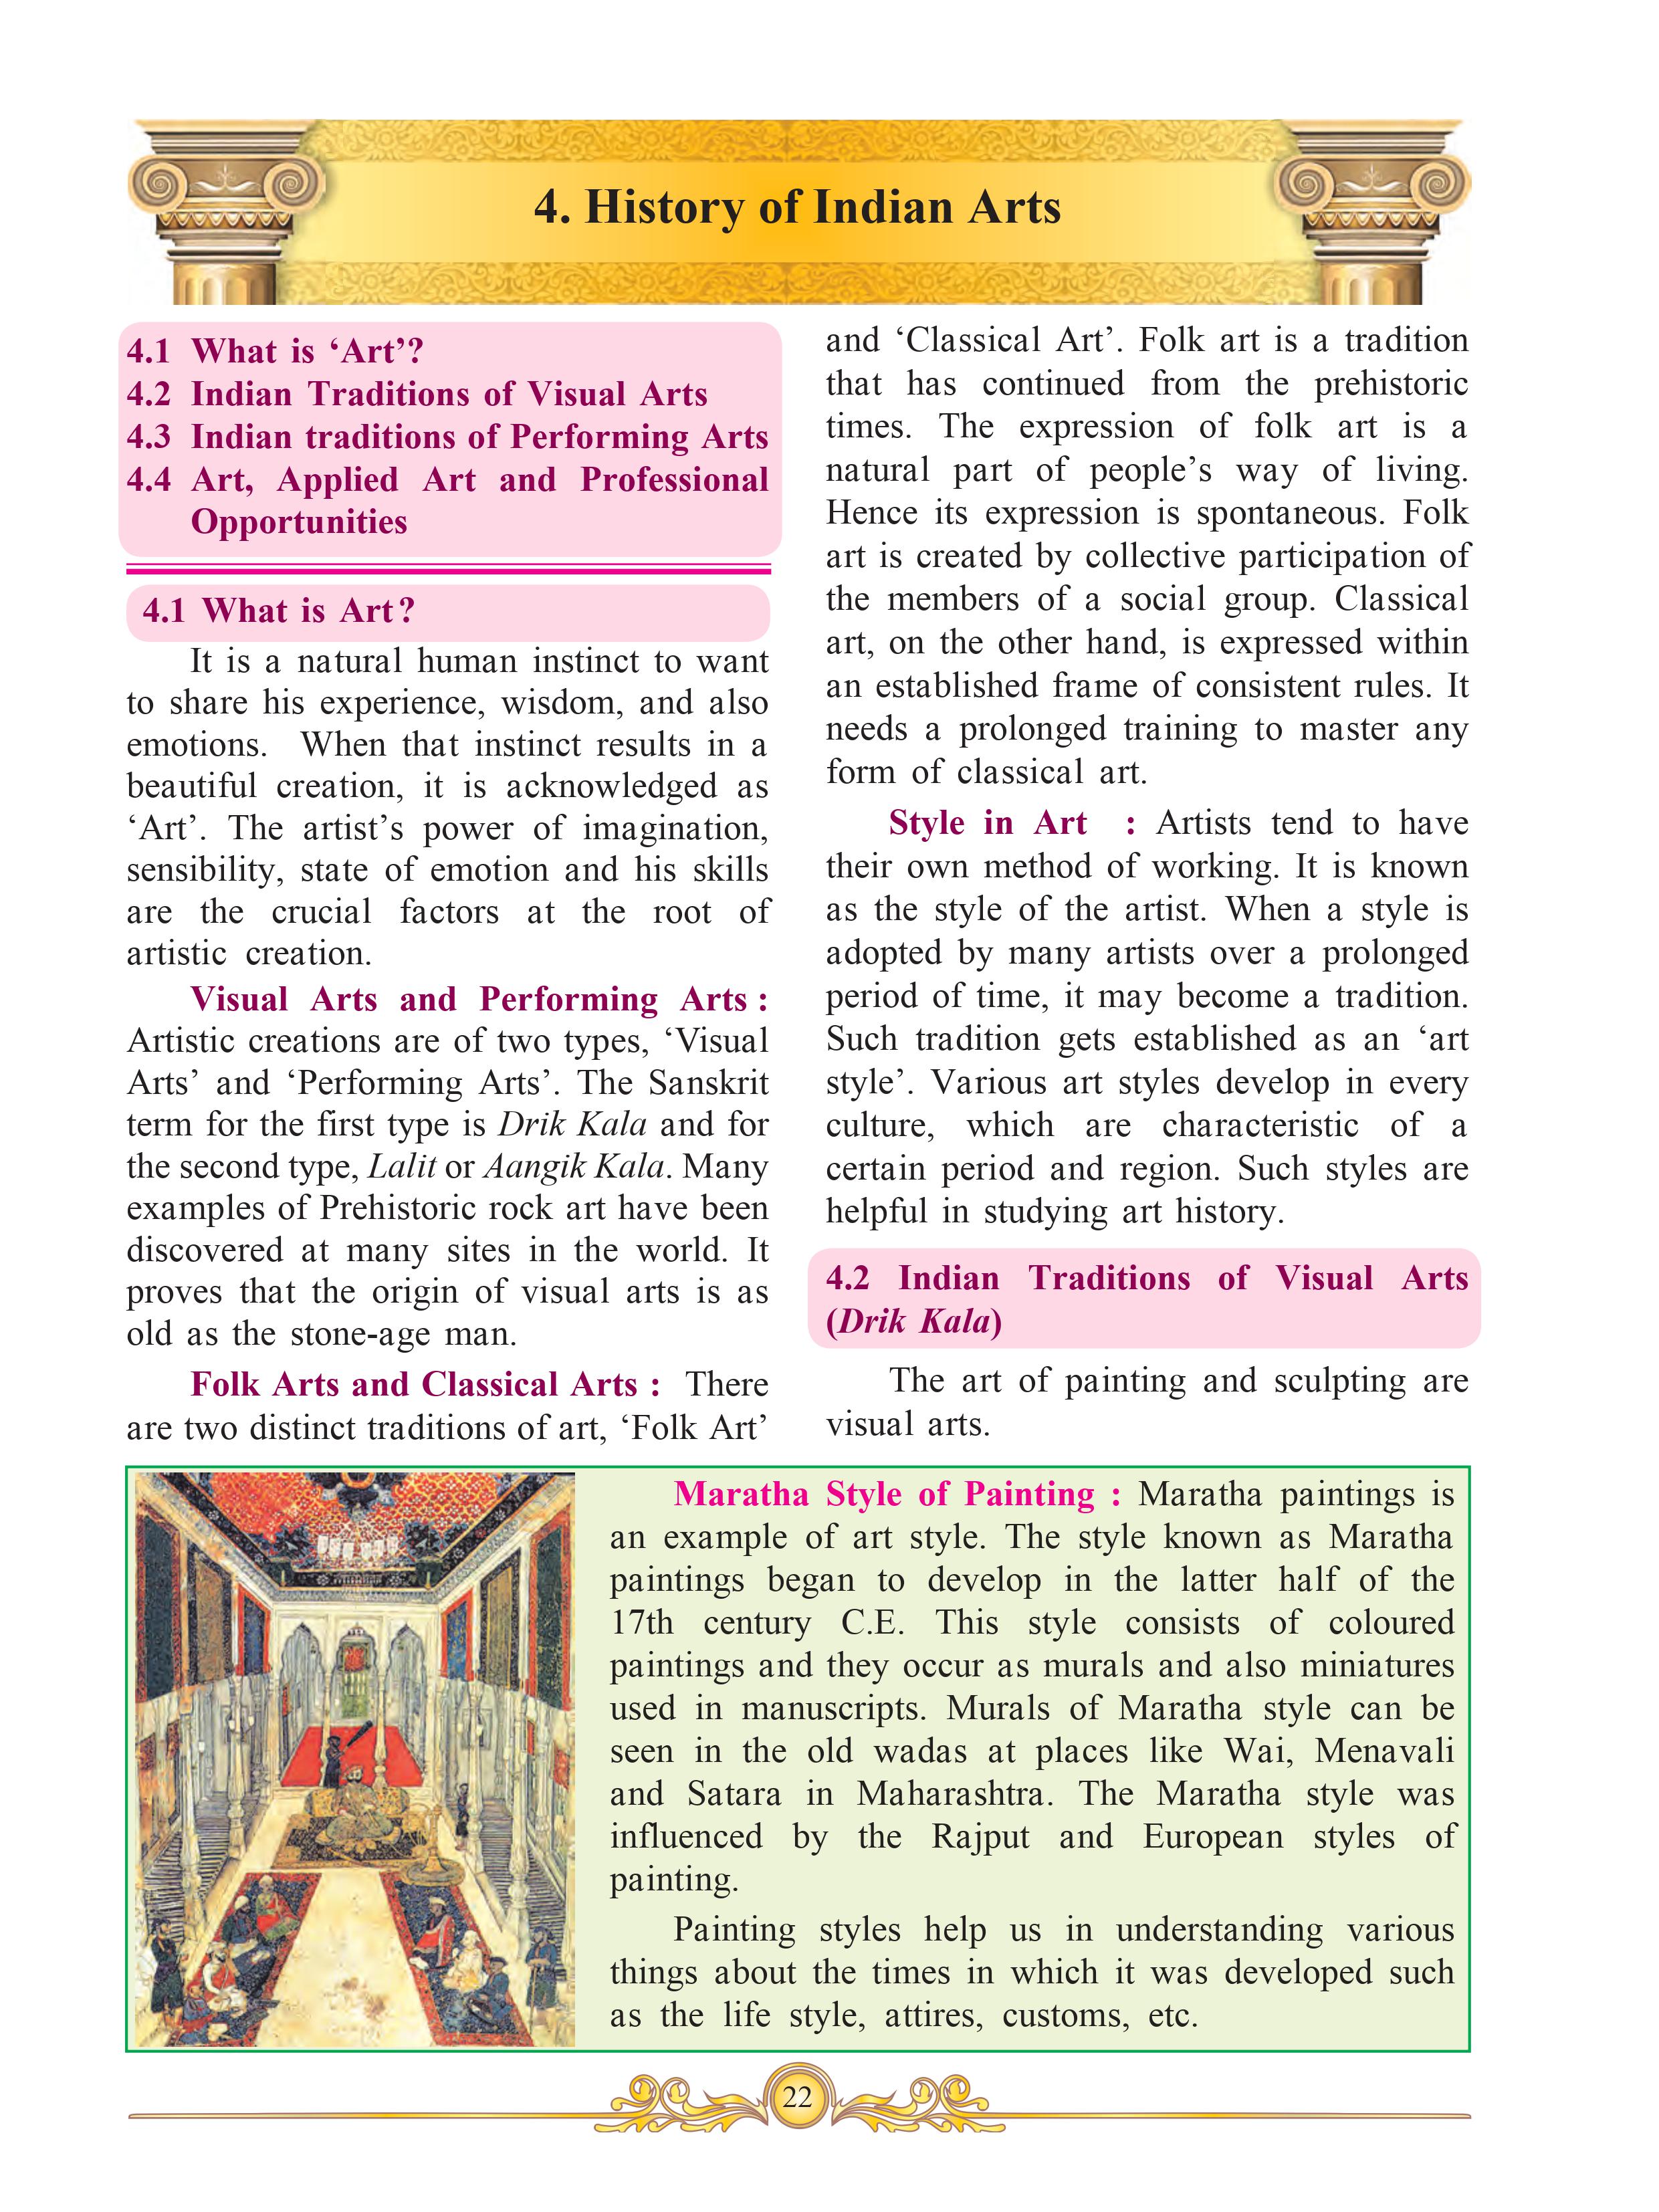 4. History of Indian Arts
4.1 What is ‘Art’?
4.2 Indian Traditions of Visual Arts
4.3 Indian traditions of Performing Arts
4.4 Art, Applied Art and Professional
Opportunities
4.1 What is Art?
It is a natural human instinct to want
to share his experience, wisdom, and also
emotions. When that instinct results in a
beautiful creation, it is acknowledged as
‘Art’. The artist’s power of imagination,
sensibility, state of emotion and his skills
are the crucial factors at the root of
artistic creation.
Visual Arts and Performing Arts :
Artistic creations are of two types, ‘Visual
Arts’ and ‘Performing Arts’. The Sanskrit
term for the first type is Drik Kala and for
the second type, Lalit or Aangik Kala. Many
examples of Prehistoric rock art have been
discovered at many sites in the world. It
proves that the origin of visual arts is as
old as the stone-age man.
Folk Arts and Classical Arts : There
are two distinct traditions of art, ‘Folk Art’
and ‘Classical Art’. Folk art is a tradition
that has continued from the prehistoric
times. The expression of folk art is a
natural part of people’s way of living.
Hence its expression is spontaneous. Folk
art is created by collective participation of
the members of a social group. Classical
art, on the other hand, is expressed within
an established frame of consistent rules. It
needs a prolonged training to master any
form of classical art.
Style in Art : Artists tend to have
their own method of working. It is known
as the style of the artist. When a style is
adopted by many artists over a prolonged
period of time, it may become a tradition.
Such tradition gets established as an ‘art
style’. Various art styles develop in every
culture, which are characteristic of a
certain period and region. Such styles are
helpful in studying art history.
4.2 Indian Traditions of Visual Arts
(Drik Kala)
The art of painting and sculpting are
visual arts.
Maratha Style of Painting : Maratha paintings is
an example of art style. The style known as Maratha
paintings began to develop in the latter half of the
17th century C.E. This style consists of coloured
paintings and they occur as murals and also miniatures
used in manuscripts. Murals of Maratha style can be
seen in the old wadas at places like Wai, Menavali
and Satara in Maharashtra. The Maratha style was
influenced by the Rajput and European styles of
painting.
Painting styles help us in understanding various
things about the times in which it was developed such
as the life style, attires, customs, etc.
22